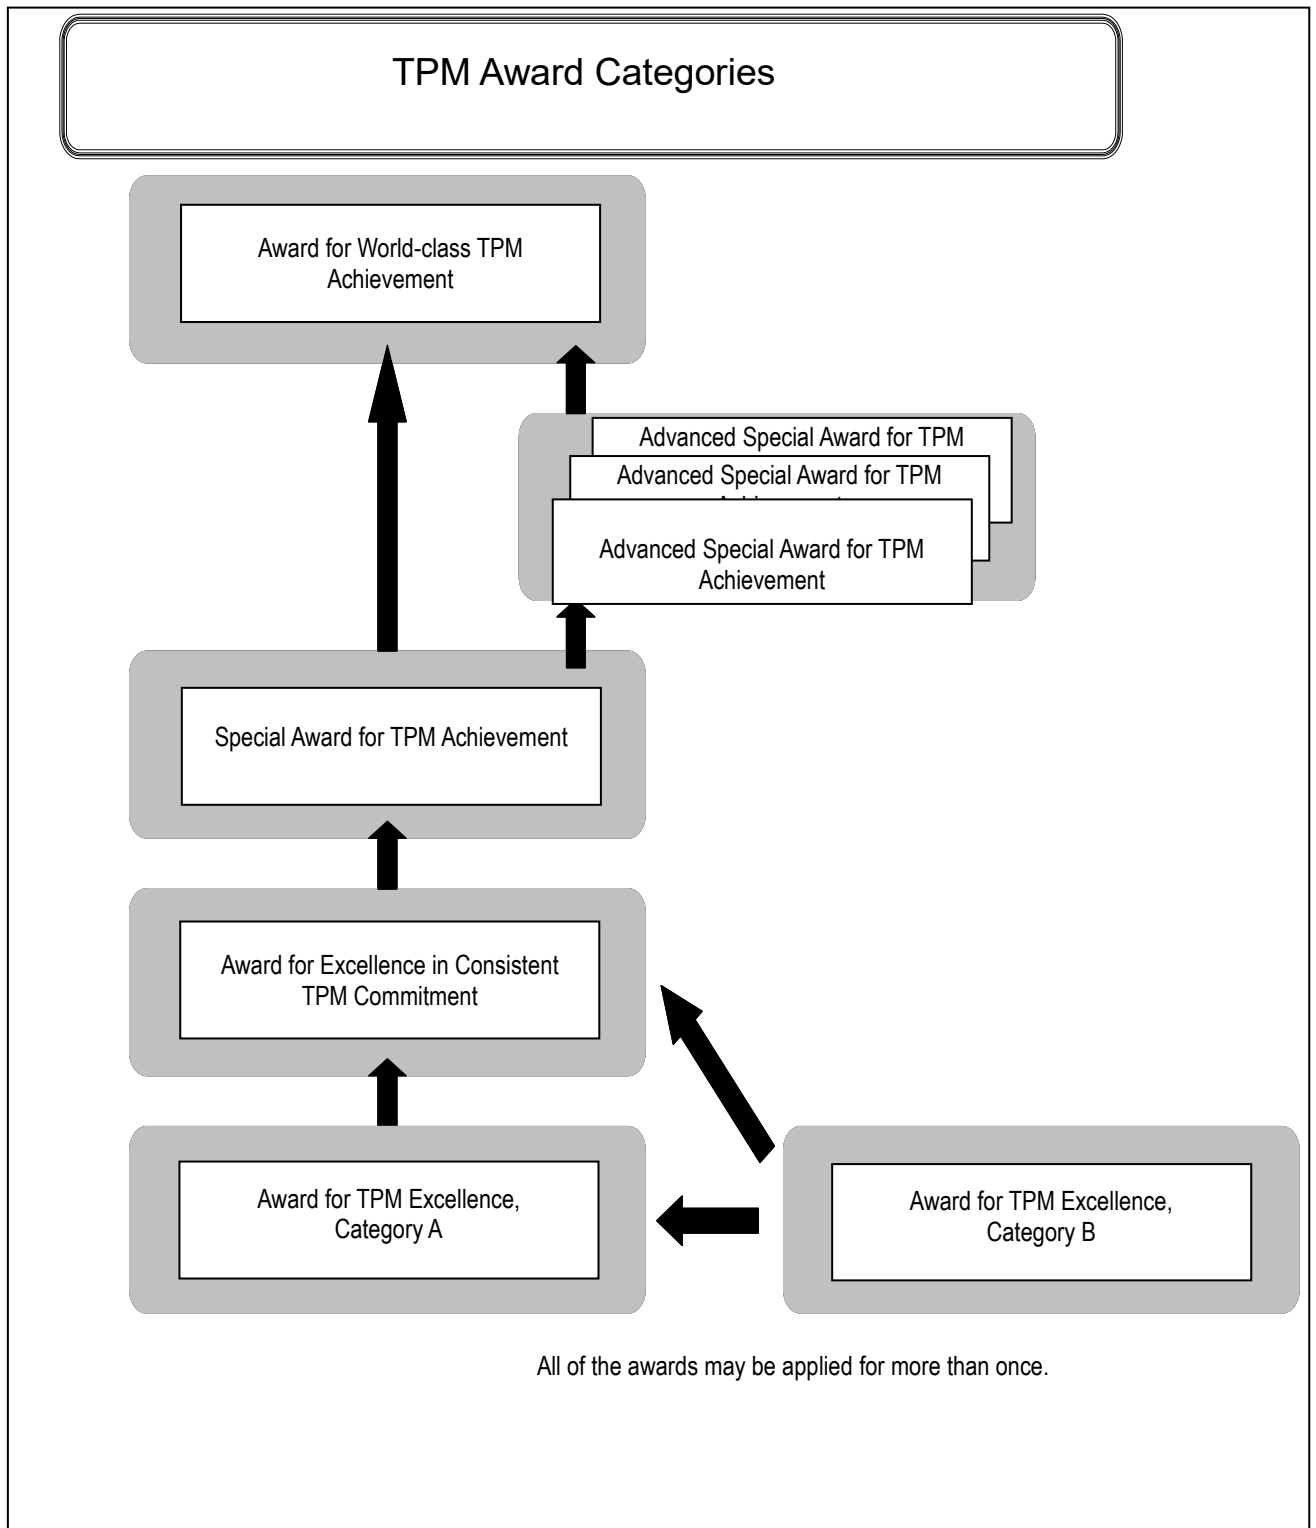 TPM Award Categories
Award for World-class TPM
Achievement
Advanced Special Award for TPM
Advanced Special Award for TPM
Advanced Special Award for TPM
Achievement
Special Award for TPM Achievement
Award for Excellence in Consistent
TPM Commitment
Award for TPM Excellence,
Category A
Award for TPM Excellence,
Category B
All of the awards may be applied for more than once.